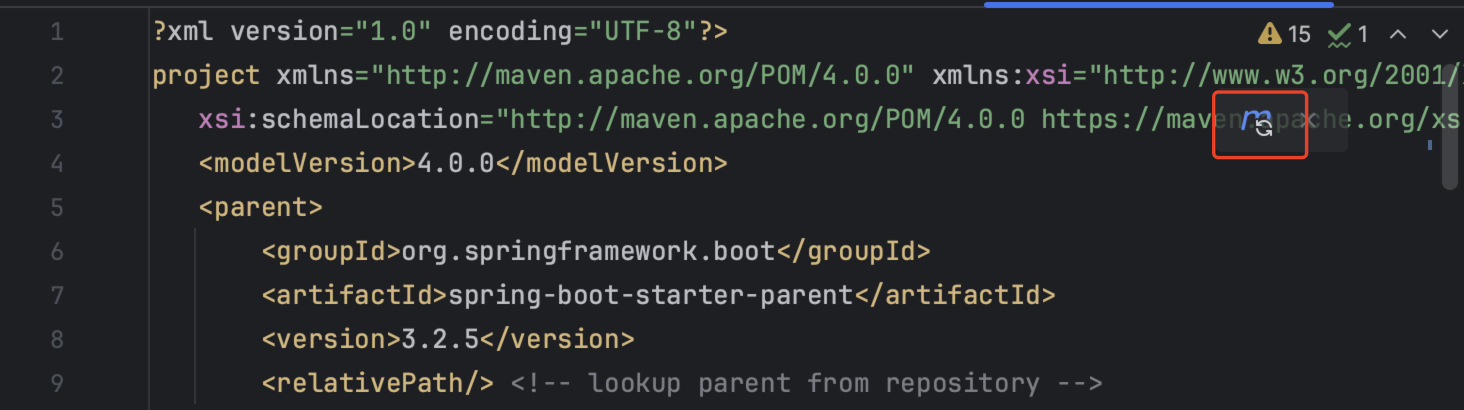 1 ?xml version="1.0" encoding="UTF-8"?> 15 1
2 project xmlns="http://maven.apache.org/POM/4.0.0" xmlns:xsi="http://www.w3.org/2001/
3 xsi:schemaLocation="http://maven.apache.org/POM/4.0.0 https://maven.apache.org/xs
4 <modelVersion>4.0.0</modelVersion>
5 <parent>
6 <groupId>org.springframework.boot</groupId>
7 <artifactId>spring-boot-starter-parent</artifactId>
8 <version>3.2.5</version>
9 <relativePath/> <!-- lookup parent from repository -->